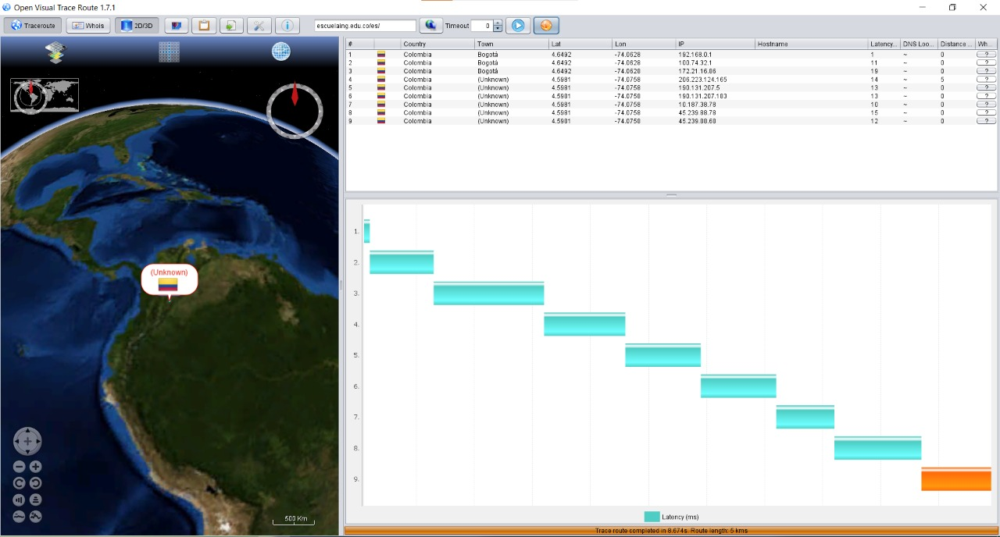 Open Visual Trace Route 1.7.1
Traceroute Whois 2D/3D escuelaing.edu.co/es/ Timeout 0
# Country Town Lat Lon IP Hostname Latency... DNS Loo... Distance ... Wh...
1 Colombia Bogotá 4.6492 -74.0628 192.168.0.1 1 ~ 0 ?
2 Colombia Bogotá 4.6492 -74.0628 100.74.32.1 11 ~ 0 ?
3 Colombia Bogotá 4.6492 -74.0628 172.21.16.86 19 ~ 0 ?
4 Colombia (Unknown) 4.5981 -74.0758 206.223.124.165 14 ~ 5 ?
5 Colombia (Unknown) 4.5981 -74.0758 190.131.207.5 13 ~ 0 ?
6 Colombia (Unknown) 4.5981 -74.0758 190.131.207.183 13 ~ 0 ?
7 Colombia (Unknown) 4.5981 -74.0758 10.187.38.78 10 ~ 0 ?
8 Colombia (Unknown) 4.5981 -74.0758 45.239.88.78 15 ~ 0 ?
9 Colombia (Unknown) 4.5981 -74.0758 45.239.88.68 12 ~ 0 ?
(Unknown)
500 Km
1.
2.
3.
4.
5.
6.
7.
8.
9.
Latency (ms)
Trace route completed in 8.674s. Route length: 5 kms